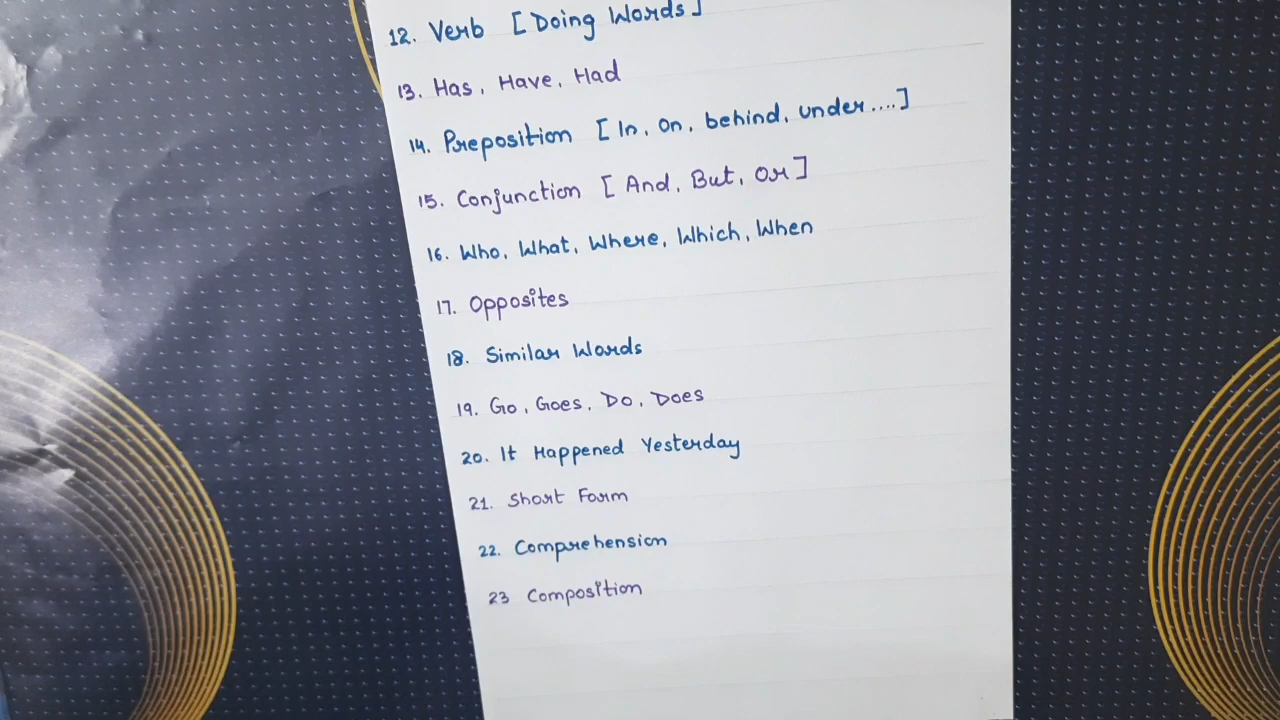 12. Verb [Doing Words]
13. Has, Have, Had
14. Preposition [In, On, behind, under....]
15. Conjunction [And, But, Or]
16. Who, What, Where, Which, When
17. Opposites
18. Similar Words
19. Go, Goes, Do, Does
20. It Happened Yesterday
21. Short Form
22. Comprehension
23 Composition